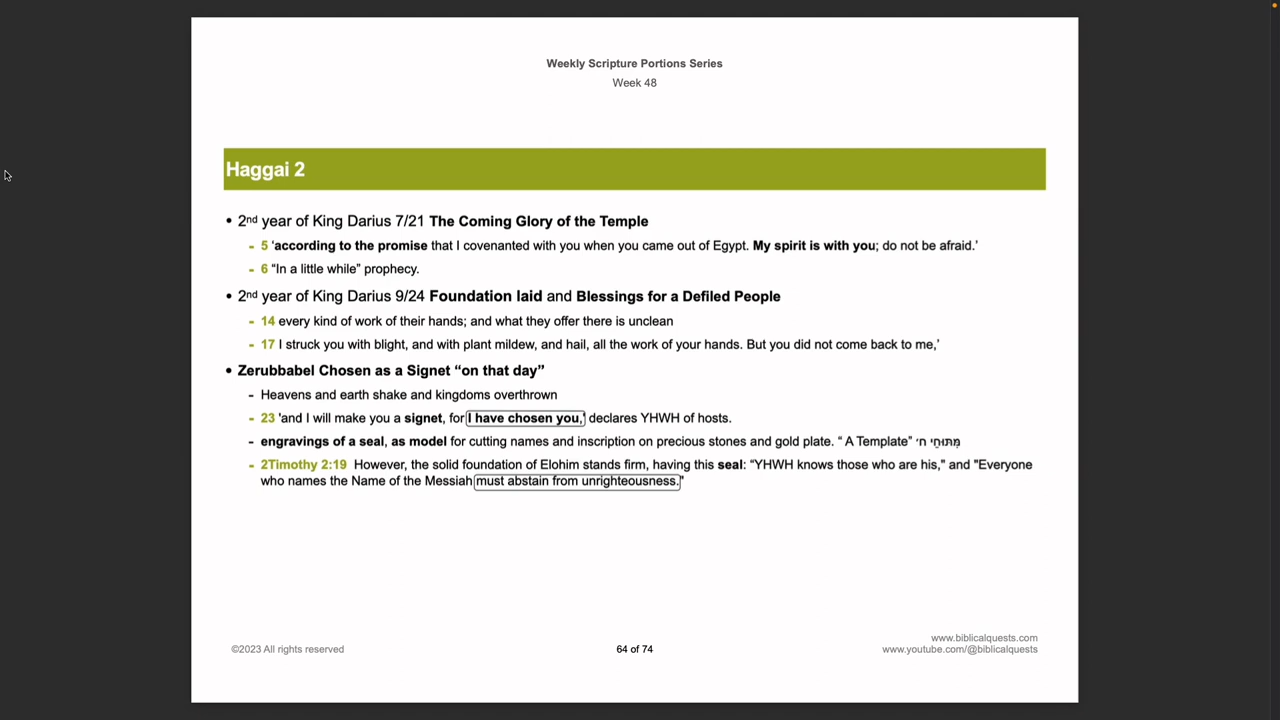 Weekly Scripture Portions Series
Week 48
Haggai 2
• 2nd year of King Darius 7/21 The Coming Glory of the Temple
- 5 ‘according to the promise that I covenanted with you when you came out of Egypt. My spirit is with you; do not be afraid.’
- 6 “In a little while” prophecy.
• 2nd year of King Darius 9/24 Foundation laid and Blessings for a Defiled People
- 14 every kind of work of their hands; and what they offer there is unclean
- 17 I struck you with blight, and with plant mildew, and hail, all the work of your hands. But you did not come back to me,’
• Zerubbabel Chosen as a Signet “on that day”
- Heavens and earth shake and kingdoms overthrown
- 23 'and I will make you a signet, for I have chosen you,' declares YHWH of hosts.
- engravings of a seal, as model for cutting names and inscription on precious stones and gold plate. “ A Template” מִתּוּחֵי חֹ׳
- 2Timothy 2:19 However, the solid foundation of Elohim stands firm, having this seal: “YHWH knows those who are his," and "Everyone
who names the Name of the Messiah must abstain from unrighteousness."
©2023 All rights reserved
64 of 74
www.biblicalquests.com
www.youtube.com/@biblicalquests